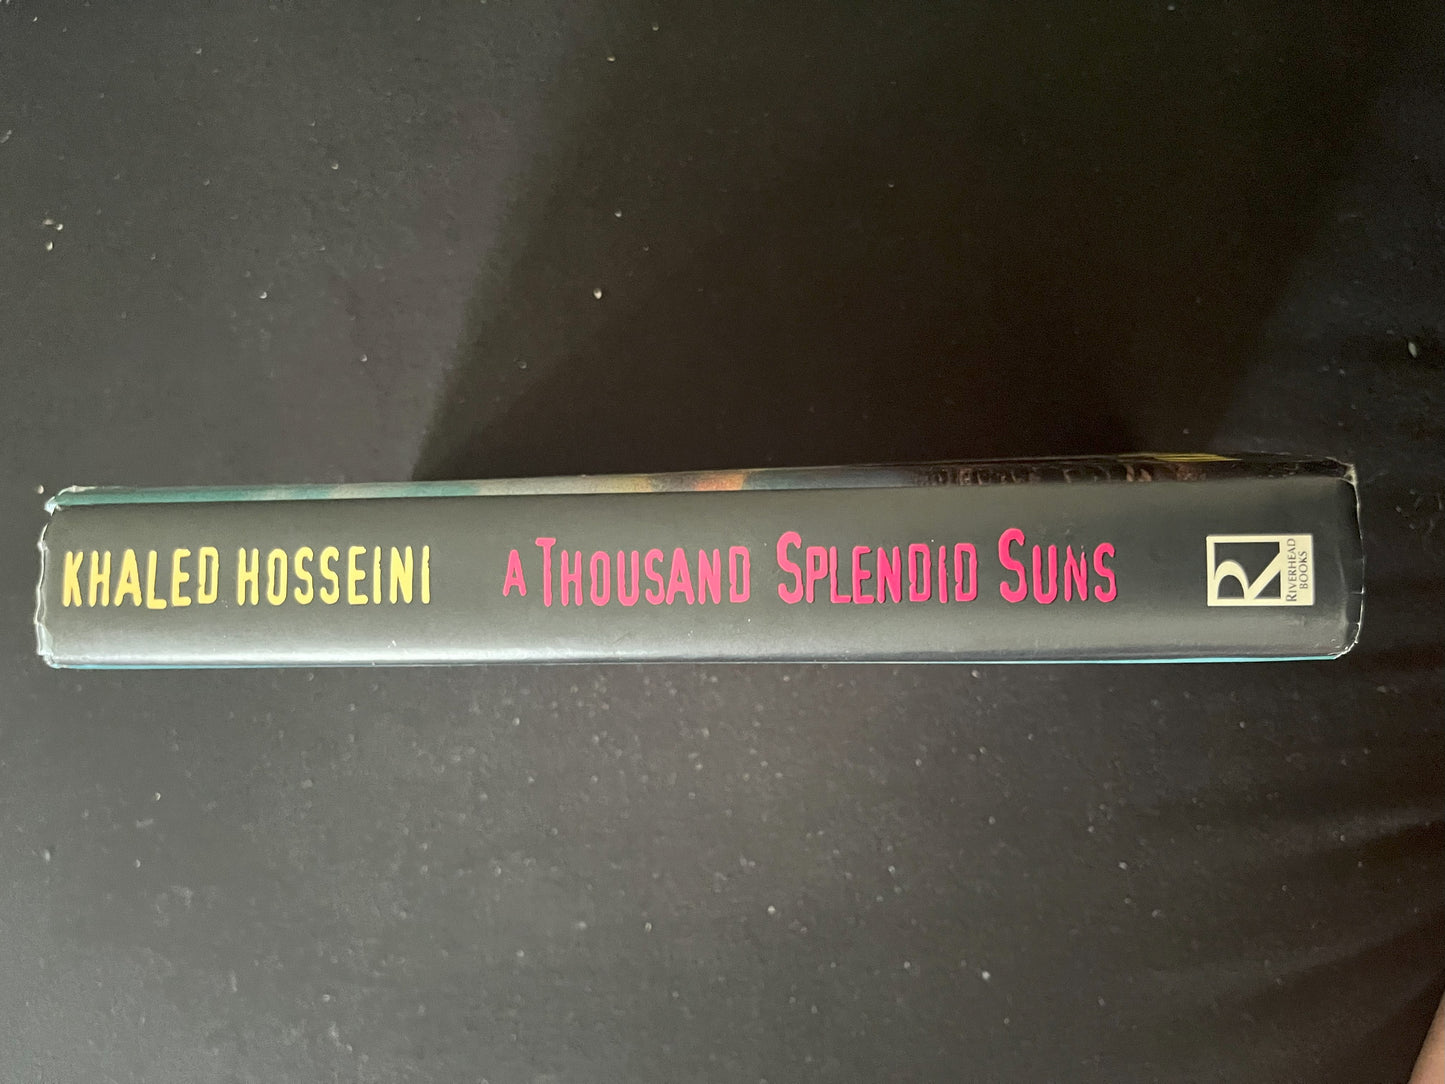 KHALED HOSSEINI
A THOUSAND SPLENDID SUNS
R
RIVERHEAD
BOOKS